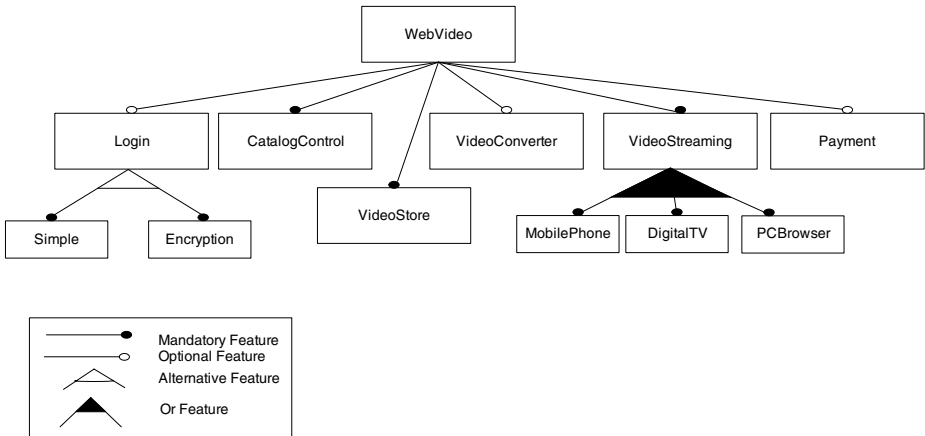 WebVideo
Login
CatalogControl
VideoConverter
VideoStreaming
Payment
VideoStore
Simple
Encryption
MobilePhone
DigitalTV
PCBrowser
Mandatory Feature
Optional Feature
Alternative Feature
Or Feature